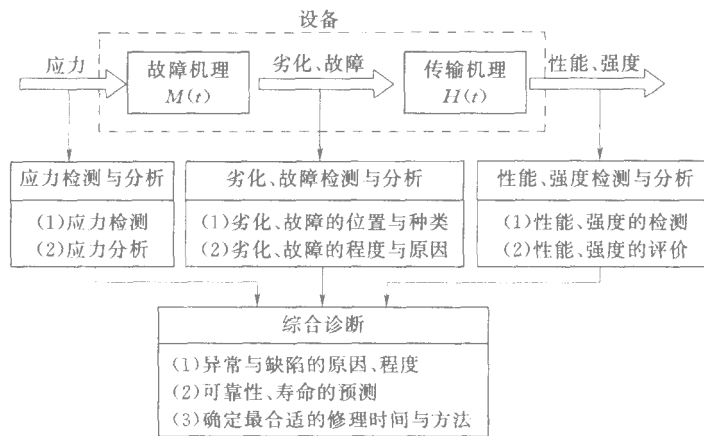 设备
应力
故障机理
M(t)
劣化、故障
传输机理
H(t)
性能、强度
应力检测与分析
(1)应力检测
(2)应力分析
劣化、故障检测与分析
(1)劣化、故障的位置与种类
(2)劣化、故障的程度与原因
性能、强度检测与分析
(1)性能、强度的检测
(2)性能、强度的评价
综合诊断
(1)异常与缺陷的原因、程度
(2)可靠性、寿命的预测
(3)确定最合适的修理时间与方法